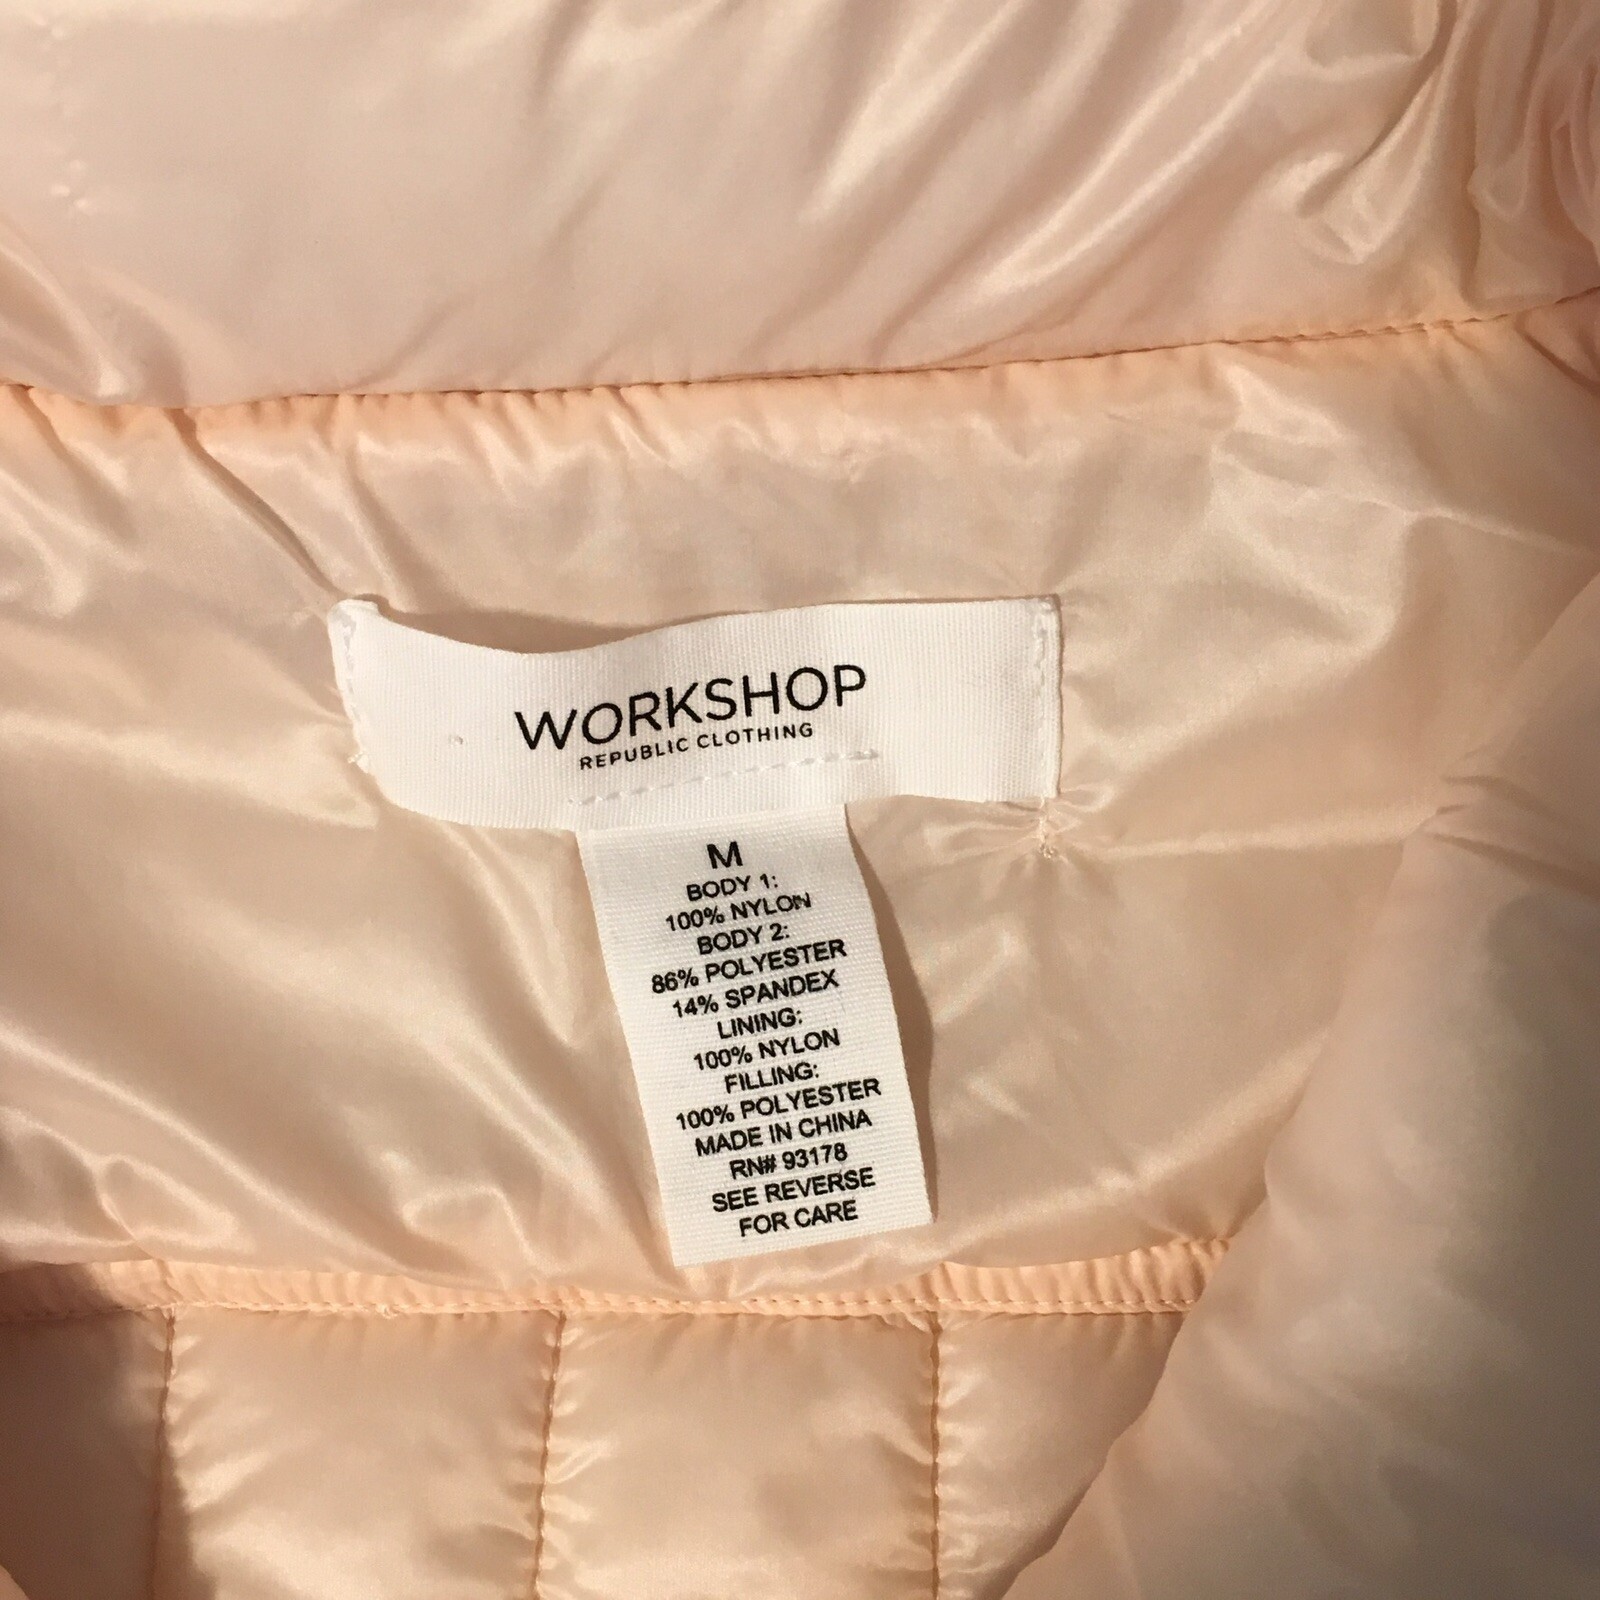 WORKSHOP
REPUBLIC CLOTHING
M
BODY 1:
100% NYLON
BODY 2:
86% POLYESTER
14% SPANDEX
LINING:
100% NYLON
FILLING:
100% POLYESTER
MADE IN CHINA
RN# 93178
SEE REVERSE
FOR CARE